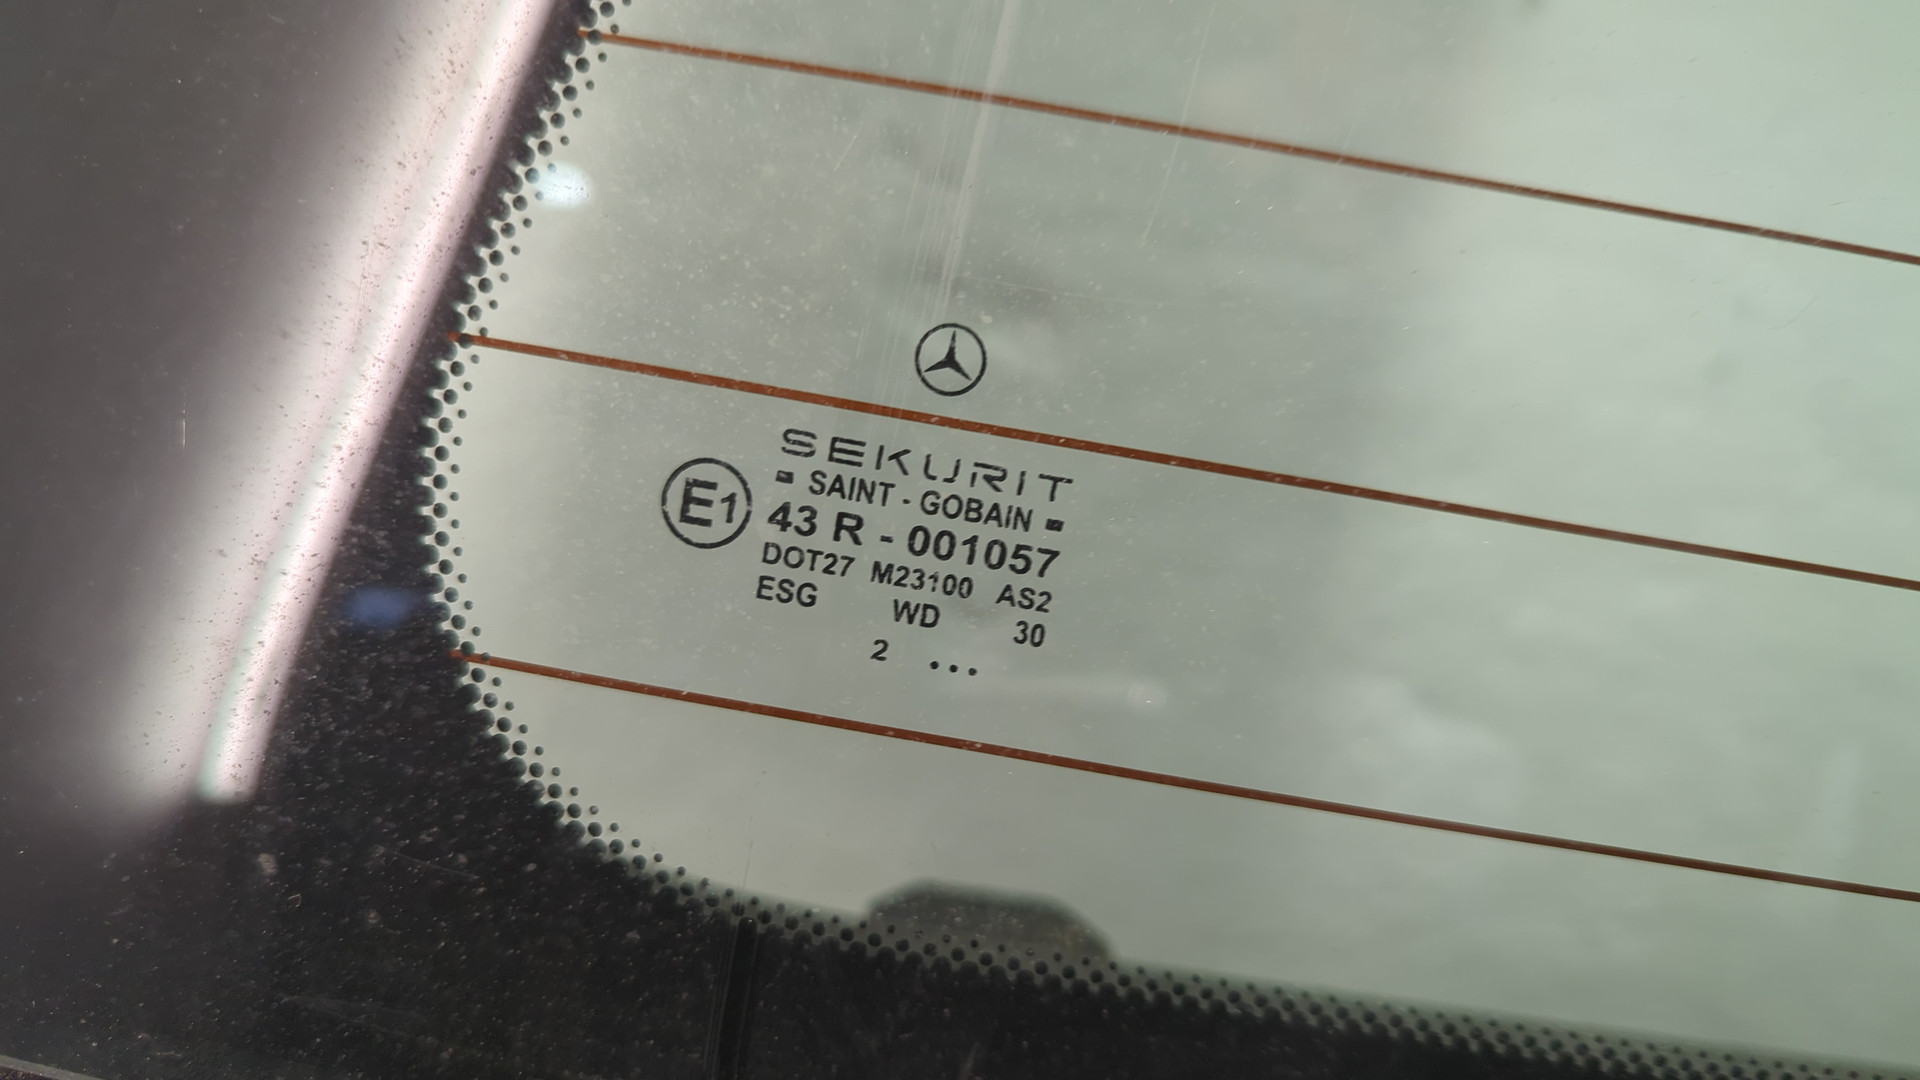 SEKURIT
SAINT - GOBAIN
E1
43 R - 001057
DOT27 M23100 AS2
ESG WD 30
2 ...